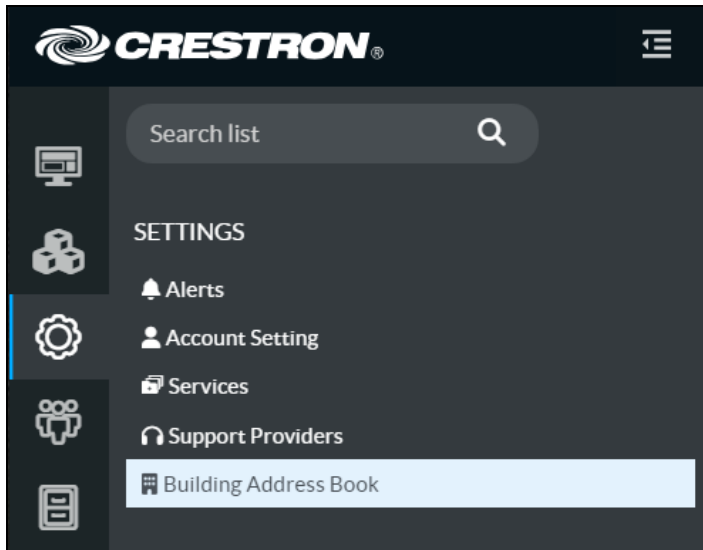 CRESTRON®
Search list
SETTINGS
Alerts
Account Setting
Services
Support Providers
Building Address Book